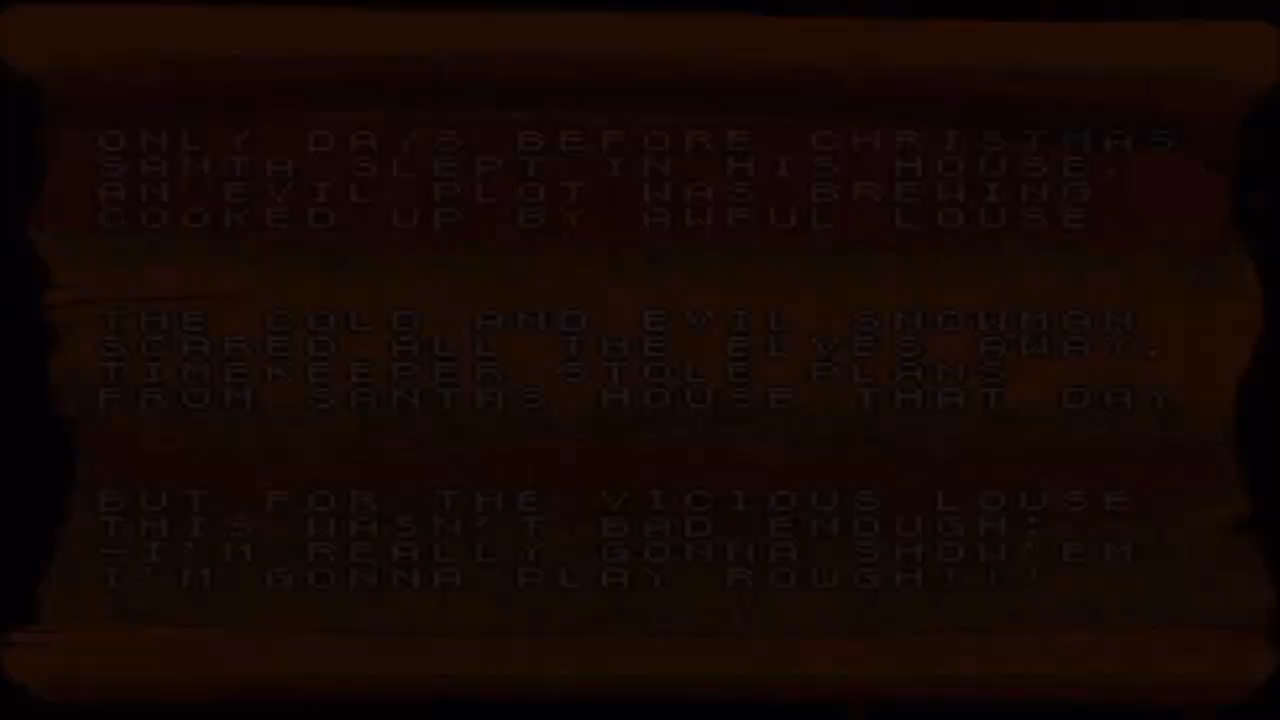 ONLY DAYS BEFORE CHRISTMAS
SANTA SLEPT IN HIS HOUSE,
AN EVIL PLOT WAS BREWING
COOKED UP BY AWFUL LOUSE
THE COLD AND EVIL SNOWMAN
SCARED ALL THE ELVES AWAY.
TIMEKEEPER STOLE PLANS
FROM SANTAS HOUSE THAT DAY
BUT FOR THE VICIOUS LOUSE
THIS WASN'T BAD ENOUGH:
-I'M REALLY GONNA SHOW'EM
I'M GONNA PLAY ROWGH!!!